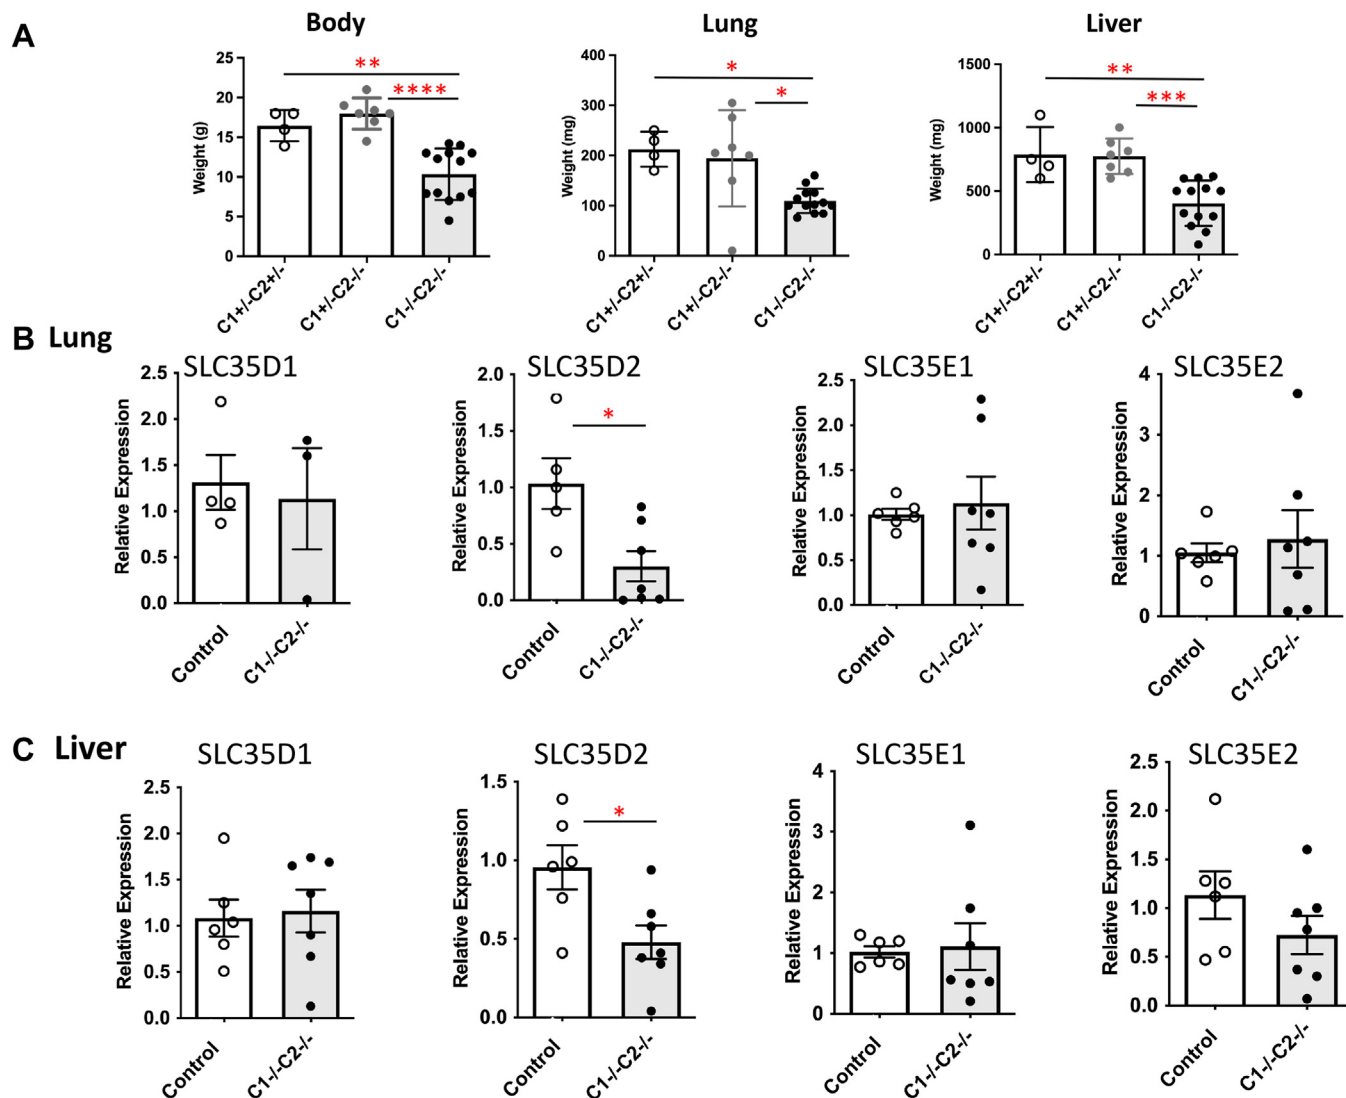 A
Body
Lung
Liver
Weight (g)
25
20
15
10
5
0
**
****
C1+/-C2+/-
C1+/-C2-/-
C1-/-C2-/-
Weight (mg)
400
300
200
100
0
*
*
C1+/-C2+/-
C1+/-C2-/-
C1-/-C2-/-
Weight (mg)
1500
1000
500
0
**
***
C1+/-C2+/-
C1+/-C2-/-
C1-/-C2-/-
B Lung
SLC35D1
Relative Expression
2.5
2.0
1.5
1.0
0.5
0.0
Control
C1-/-C2-/-
SLC35D2
Relative Expression
2.0
1.5
1.0
0.5
0.0
*
Control
C1-/-C2-/-
SLC35E1
Relative Expression
2.5
2.0
1.5
1.0
0.5
0.0
Control
C1-/-C2-/-
SLC35E2
Relative Expression
4
3
2
1
0
Control
C1-/-C2-/-
C Liver
SLC35D1
Relative Expression
2.5
2.0
1.5
1.0
0.5
0.0
Control
C1-/-C2-/-
SLC35D2
Relative Expression
1.5
1.0
0.5
0.0
*
Control
C1-/-C2-/-
SLC35E1
Relative Expression
4
3
2
1
0
Control
C1-/-C2-/-
SLC35E2
Relative Expression
2.5
2.0
1.5
1.0
0.5
0.0
Control
C1-/-C2-/-